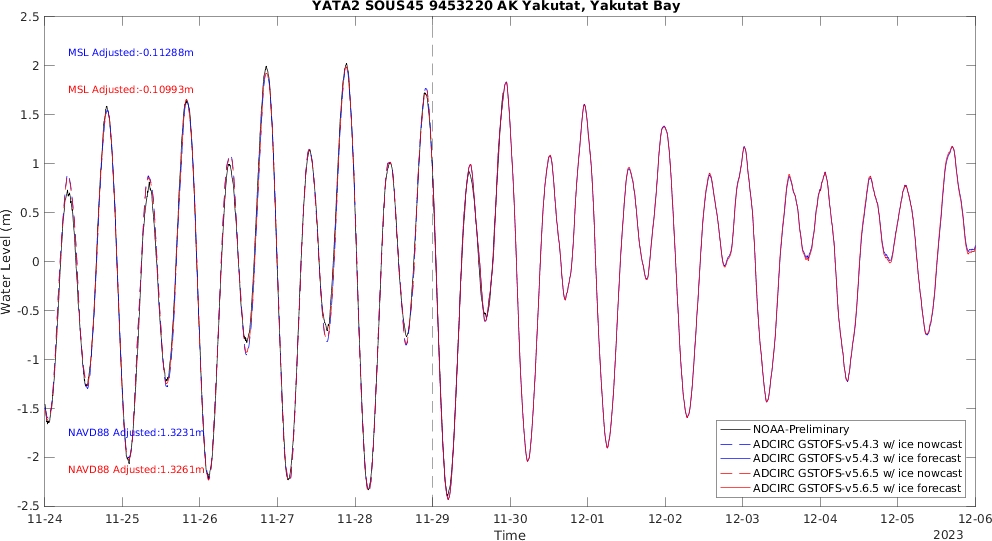 YATA2 SOUS45 9453220 AK Yakutat, Yakutat Bay
2.5
2
1.5
1
0.5
0
-0.5
-1
-1.5
-2
-2.5
Water Level (m)
MSL Adjusted:-0.11288m
MSL Adjusted:-0.10993m
NAVD88 Adjusted:1.3231m
NAVD88 Adjusted:1.3261m
NOAA-Preliminary
ADCIRC GSTOFS-v5.4.3 w/ ice nowcast
ADCIRC GSTOFS-v5.4.3 w/ ice forecast
ADCIRC GSTOFS-v5.6.5 w/ ice nowcast
ADCIRC GSTOFS-v5.6.5 w/ ice forecast
11-24 11-25 11-26 11-27 11-28 11-29 11-30 12-01 12-02 12-03 12-04 12-05 12-06
Time
2023